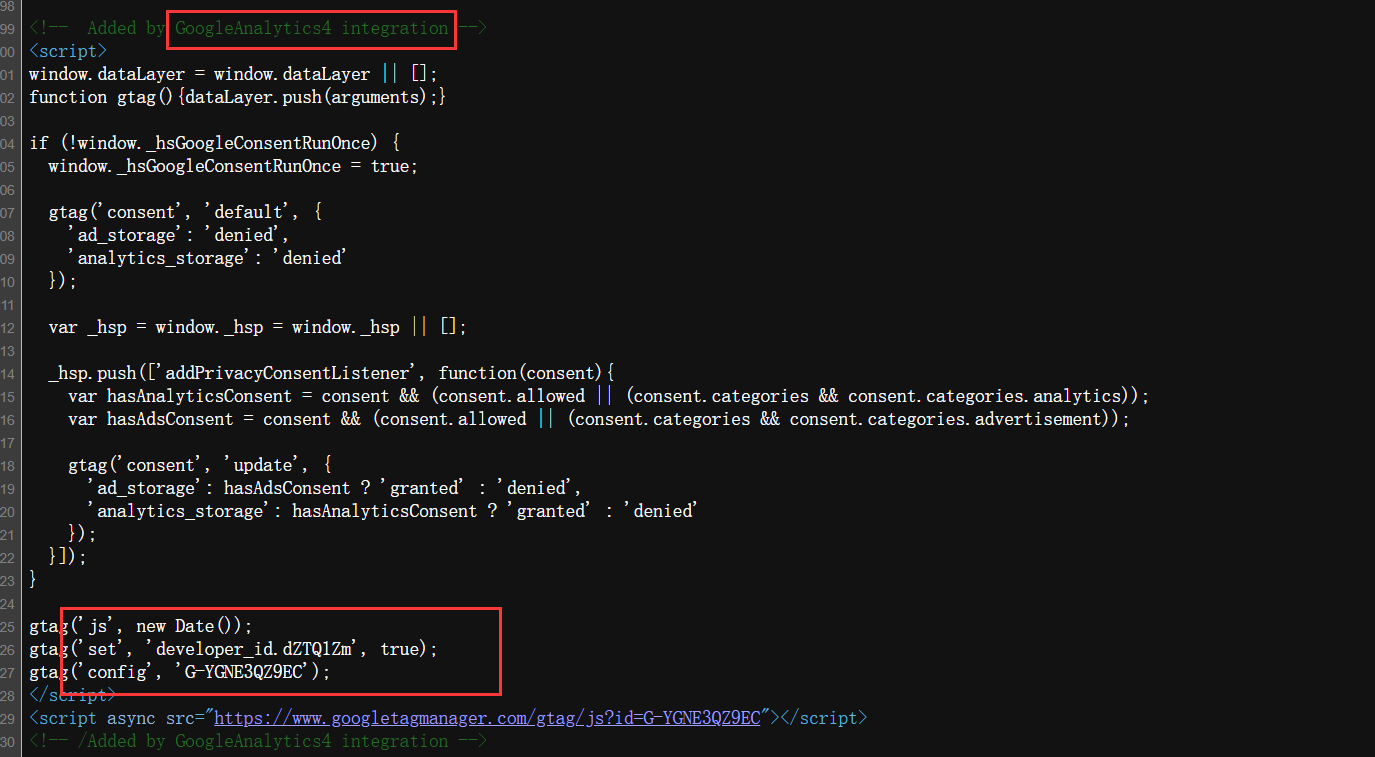 98
99 <!--  Added by GoogleAnalytics4 integration -->
00 <script>
01 window.dataLayer = window.dataLayer || [];
02 function gtag(){dataLayer.push(arguments);}
03
04 if (!window._hsGoogleConsentRunOnce) {
05   window._hsGoogleConsentRunOnce = true;
06
07   gtag('consent', 'default', {
08     'ad_storage': 'denied',
09     'analytics_storage': 'denied'
10   });
11
12   var _hsp = window._hsp = window._hsp || [];
13
14   _hsp.push(['addPrivacyConsentListener', function(consent){
15     var hasAnalyticsConsent = consent && (consent.allowed || (consent.categories && consent.categories.analytics));
16     var hasAdsConsent = consent && (consent.allowed || (consent.categories && consent.categories.advertisement));
17
18     gtag('consent', 'update', {
19       'ad_storage': hasAdsConsent ? 'granted' : 'denied',
20       'analytics_storage': hasAnalyticsConsent ? 'granted' : 'denied'
21     });
22   }]);
23 }
24
25 gtag('js', new Date());
26 gtag('set', 'developer_id.dZTQ1Zm', true);
27 gtag('config', 'G-YGNE3QZ9EC');
28 </script>
29 <script async src="https://www.googletagmanager.com/gtag/js?id=G-YGNE3QZ9EC"></script>
30 <!-- /Added by GoogleAnalytics4 integration -->